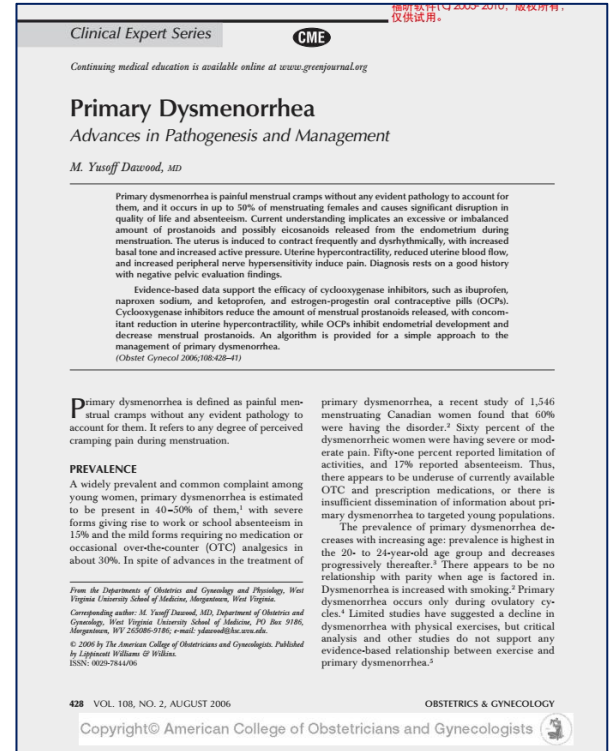 福昕软件(C)2005-2010，版权所有，
仅供试用。
Clinical Expert Series
CME
Continuing medical education is available online at www.greenjournal.org
Primary Dysmenorrhea
Advances in Pathogenesis and Management
M. Yusoff Dawood, MD
Primary dysmenorrhea is painful menstrual cramps without any evident pathology to account for
them, and it occurs in up to 50% of menstruating females and causes significant disruption in
quality of life and absenteeism. Current understanding implicates an excessive or imbalanced
amount of prostanoids and possibly eicosanoids released from the endometrium during
menstruation. The uterus is induced to contract frequently and dysrhythmically, with increased
basal tone and increased active pressure. Uterine hypercontractility, reduced uterine blood flow,
and increased peripheral nerve hypersensitivity induce pain. Diagnosis rests on a good history
with negative pelvic evaluation findings.
Evidence-based data support the efficacy of cyclooxygenase inhibitors, such as ibuprofen,
naproxen sodium, and ketoprofen, and estrogen-progestin oral contraceptive pills (OCPs).
Cyclooxygenase inhibitors reduce the amount of menstrual prostanoids released, with concom-
itant reduction in uterine hypercontractility, while OCPs inhibit endometrial development and
decrease menstrual prostanoids. An algorithm is provided for a simple approach to the
management of primary dysmenorrhea.
(Obstet Gynecol 2006;108:428–41)
Primary dysmenorrhea is defined as painful men-
strual cramps without any evident pathology to
account for them. It refers to any degree of perceived
cramping pain during menstruation.
PREVALENCE
A widely prevalent and common complaint among
young women, primary dysmenorrhea is estimated
to be present in 40–50% of them,1 with severe
forms giving rise to work or school absenteeism in
15% and the mild forms requiring no medication or
occasional over-the-counter (OTC) analgesics in
about 30%. In spite of advances in the treatment of
From the Departments of Obstetrics and Gynecology and Physiology, West
Virginia University School of Medicine, Morgantown, West Virginia.
Corresponding author: M. Yusoff Dawood, MD, Department of Obstetrics and
Gynecology, West Virginia University School of Medicine, PO Box 9186,
Morgantown, WV 265086-9186; e-mail: ydawood@hsc.wvu.edu.
© 2006 by The American College of Obstetricians and Gynecologists. Published
by Lippincott Williams & Wilkins.
ISSN: 0029-7844/06
primary dysmenorrhea, a recent study of 1,546
menstruating Canadian women found that 60%
were having the disorder.2 Sixty percent of the
dysmenorrheic women were having severe or mod-
erate pain. Fifty-one percent reported limitation of
activities, and 17% reported absenteeism. Thus,
there appears to be underuse of currently available
OTC and prescription medications, or there is
insufficient dissemination of information about pri-
mary dysmenorrhea to targeted young populations.
The prevalence of primary dysmenorrhea de-
creases with increasing age: prevalence is highest in
the 20- to 24-year-old age group and decreases
progressively thereafter.3 There appears to be no
relationship with parity when age is factored in.
Dysmenorrhea is increased with smoking.3 Primary
dysmenorrhea occurs only during ovulatory cy-
cles.4 Limited studies have suggested a decline in
dysmenorrhea with physical exercises, but critical
analysis and other studies do not support any
evidence-based relationship between exercise and
primary dysmenorrhea.5
428 VOL. 108, NO. 2, AUGUST 2006
OBSTETRICS & GYNECOLOGY
Copyright© American College of Obstetricians and Gynecologists